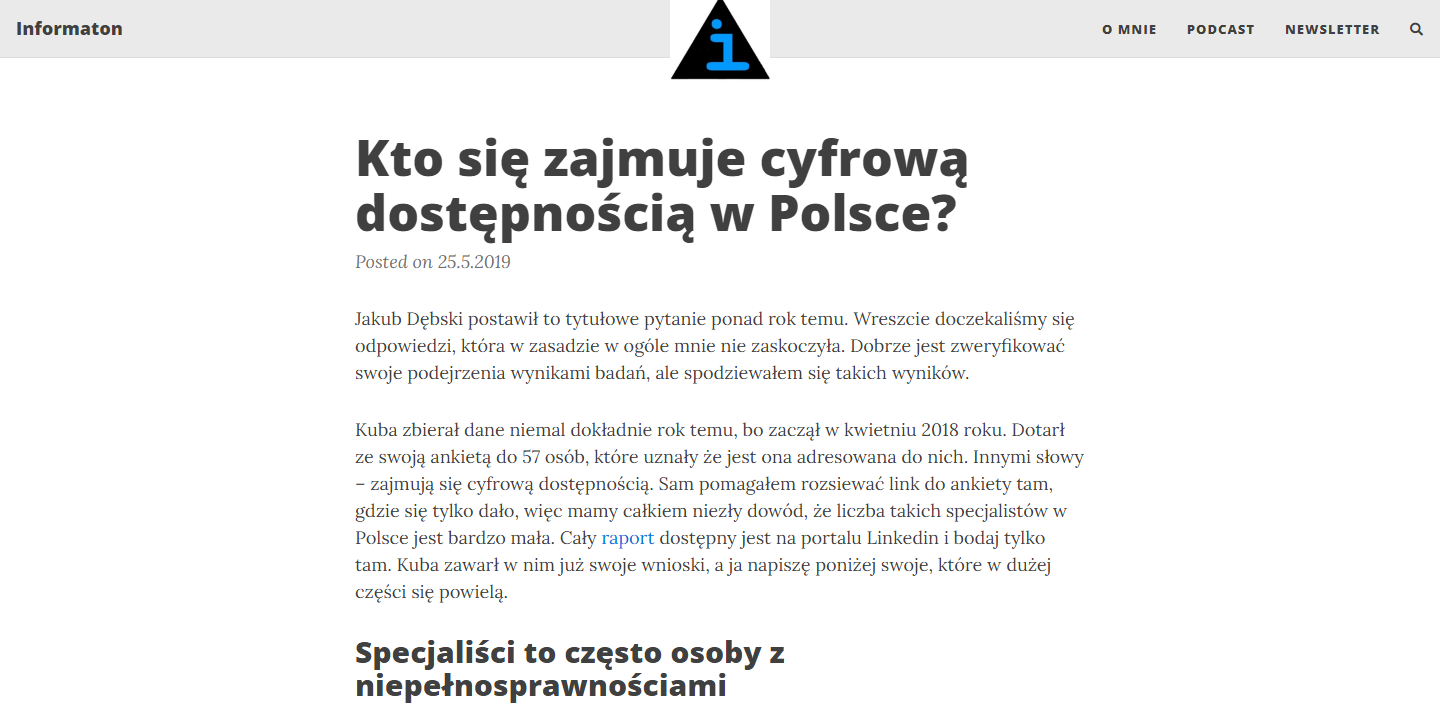 Informaton
i
O MNIE
PODCAST
NEWSLETTER
Kto się zajmuje cyfrową
dostępnością w Polsce?
Posted on 25.5.2019
Jakub Dębski postawił to tytułowe pytanie ponad rok temu. Wreszcie doczekaliśmy się
odpowiedzi, która w zasadzie w ogóle mnie nie zaskoczyła. Dobrze jest zweryfikować
swoje podejrzenia wynikami badań, ale spodziewałem się takich wyników.
Kuba zbierał dane niemal dokładnie rok temu, bo zaczął w kwietniu 2018 roku. Dotarł
ze swoją ankietą do 57 osób, które uznały że jest ona adresowana do nich. Innymi słowy
– zajmują się cyfrową dostępnością. Sam pomagałem rozsiewać link do ankiety tam,
gdzie się tylko dało, więc mamy całkiem niezły dowód, że liczba takich specjalistów w
Polsce jest bardzo mała. Cały raport dostępny jest na portalu Linkedin i bodaj tylko
tam. Kuba zawarł w nim już swoje wnioski, a ja napiszę poniżej swoje, które w dużej
części się powielą.
Specjaliści to często osoby z
niepełnosprawnościami